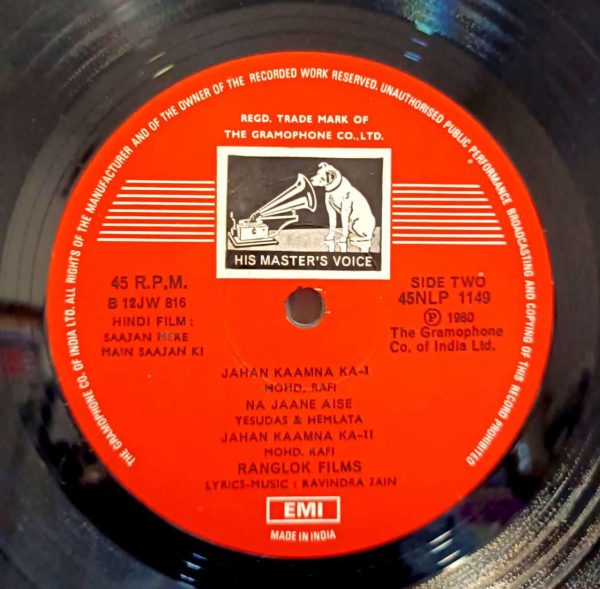 THE GRAMOPHONE CO. OF INDIA LTD. ALL RIGHTS OF THE MANUFACTURER AND OF THE OWNER OF THE RECORDED WORK RESERVED. UNAUTHORISED PUBLIC PERFORMANCE BROADCASTING AND COPYING OF THIS RECORD PROHIBITED
REGD. TRADE MARK OF
THE GRAMOPHONE CO., LTD.
HIS MASTER'S VOICE
45 R.P.M.
B 12JW 816
HINDI FILM :
SAAJAN MERE
MAIN SAAJAN KI
SIDE TWO
45NLP 1149
Ⓟ 1980
The Gramophone
Co. of India Ltd.
JAHAN KAAMNA KA-I
MOHD. RAFI
NA JAANE AISE
YESUDAS & HEMLATA
JAHAN KAAMNA KA-II
MOHD. RAFI
RANGLOK FILMS
LYRICS-MUSIC : RAVINDRA JAIN
EMI
MADE IN INDIA